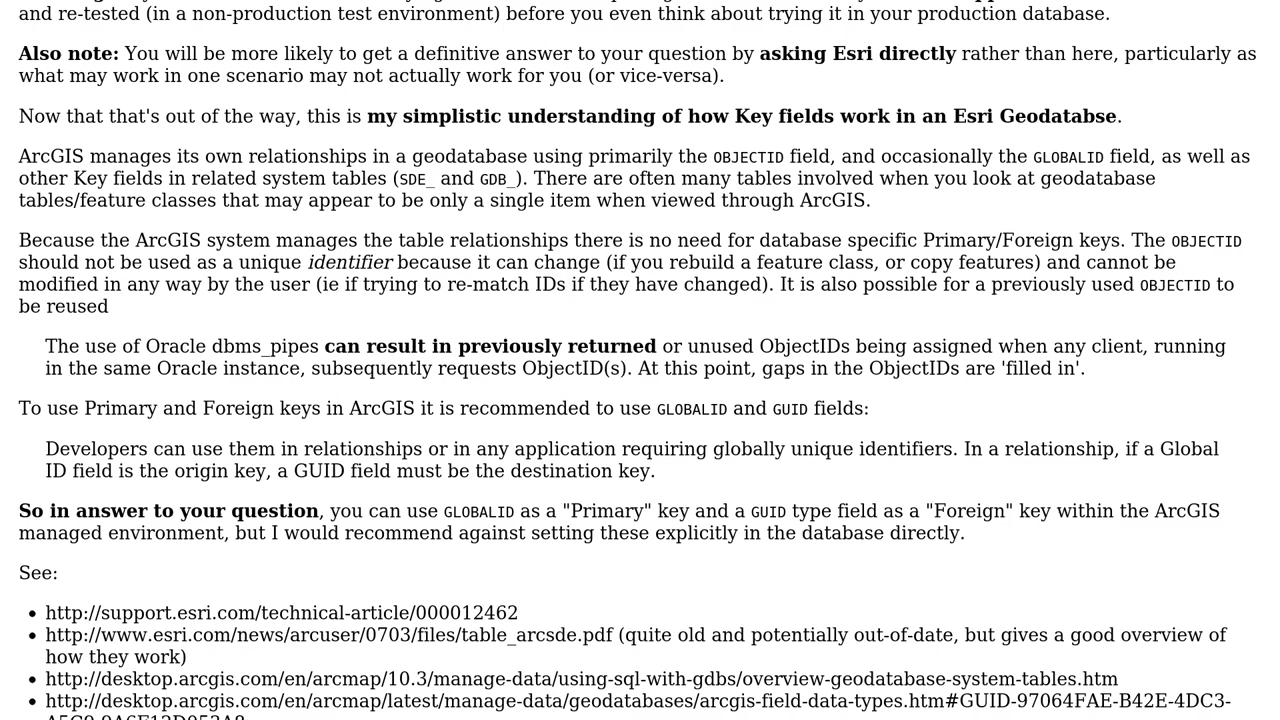 and re-tested (in a non-production test environment) before you even think about trying it in your production database.
Also note: You will be more likely to get a definitive answer to your question by asking Esri directly rather than here, particularly as
what may work in one scenario may not actually work for you (or vice-versa).
Now that that's out of the way, this is my simplistic understanding of how Key fields work in an Esri Geodatabse.
ArcGIS manages its own relationships in a geodatabase using primarily the OBJECTID field, and occasionally the GLOBALID field, as well as
other Key fields in related system tables (SDE_ and GDB_). There are often many tables involved when you look at geodatabase
tables/feature classes that may appear to be only a single item when viewed through ArcGIS.
Because the ArcGIS system manages the table relationships there is no need for database specific Primary/Foreign keys. The OBJECTID
should not be used as a unique identifier because it can change (if you rebuild a feature class, or copy features) and cannot be
modified in any way by the user (ie if trying to re-match IDs if they have changed). It is also possible for a previously used OBJECTID to
be reused
The use of Oracle dbms_pipes can result in previously returned or unused ObjectIDs being assigned when any client, running
in the same Oracle instance, subsequently requests ObjectID(s). At this point, gaps in the ObjectIDs are 'filled in'.
To use Primary and Foreign keys in ArcGIS it is recommended to use GLOBALID and GUID fields:
Developers can use them in relationships or in any application requiring globally unique identifiers. In a relationship, if a Global
ID field is the origin key, a GUID field must be the destination key.
So in answer to your question, you can use GLOBALID as a "Primary" key and a GUID type field as a "Foreign" key within the ArcGIS
managed environment, but I would recommend against setting these explicitly in the database directly.
See:
• http://support.esri.com/technical-article/000012462
• http://www.esri.com/news/arcuser/0703/files/table_arcsde.pdf (quite old and potentially out-of-date, but gives a good overview of
how they work)
• http://desktop.arcgis.com/en/arcmap/10.3/manage-data/using-sql-with-gdbs/overview-geodatabase-system-tables.htm
• http://desktop.arcgis.com/en/arcmap/latest/manage-data/geodatabases/arcgis-field-data-types.htm#GUID-97064FAE-B42E-4DC3-